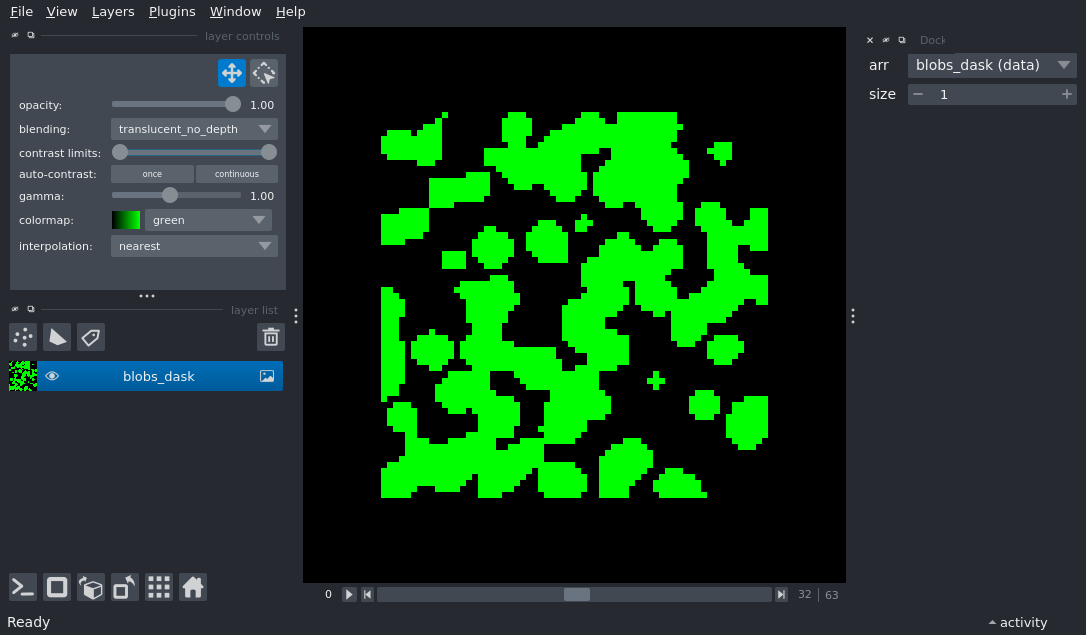 File View Layers Plugins Window Help
layer controls
opacity: 1.00
blending: translucent_no_depth
contrast limits:
auto-contrast: once continuous
gamma: 1.00
colormap: green
interpolation: nearest
layer list
blobs_dask
0 32 63
Ready
activity
Dock
arr blobs_dask (data)
size 1